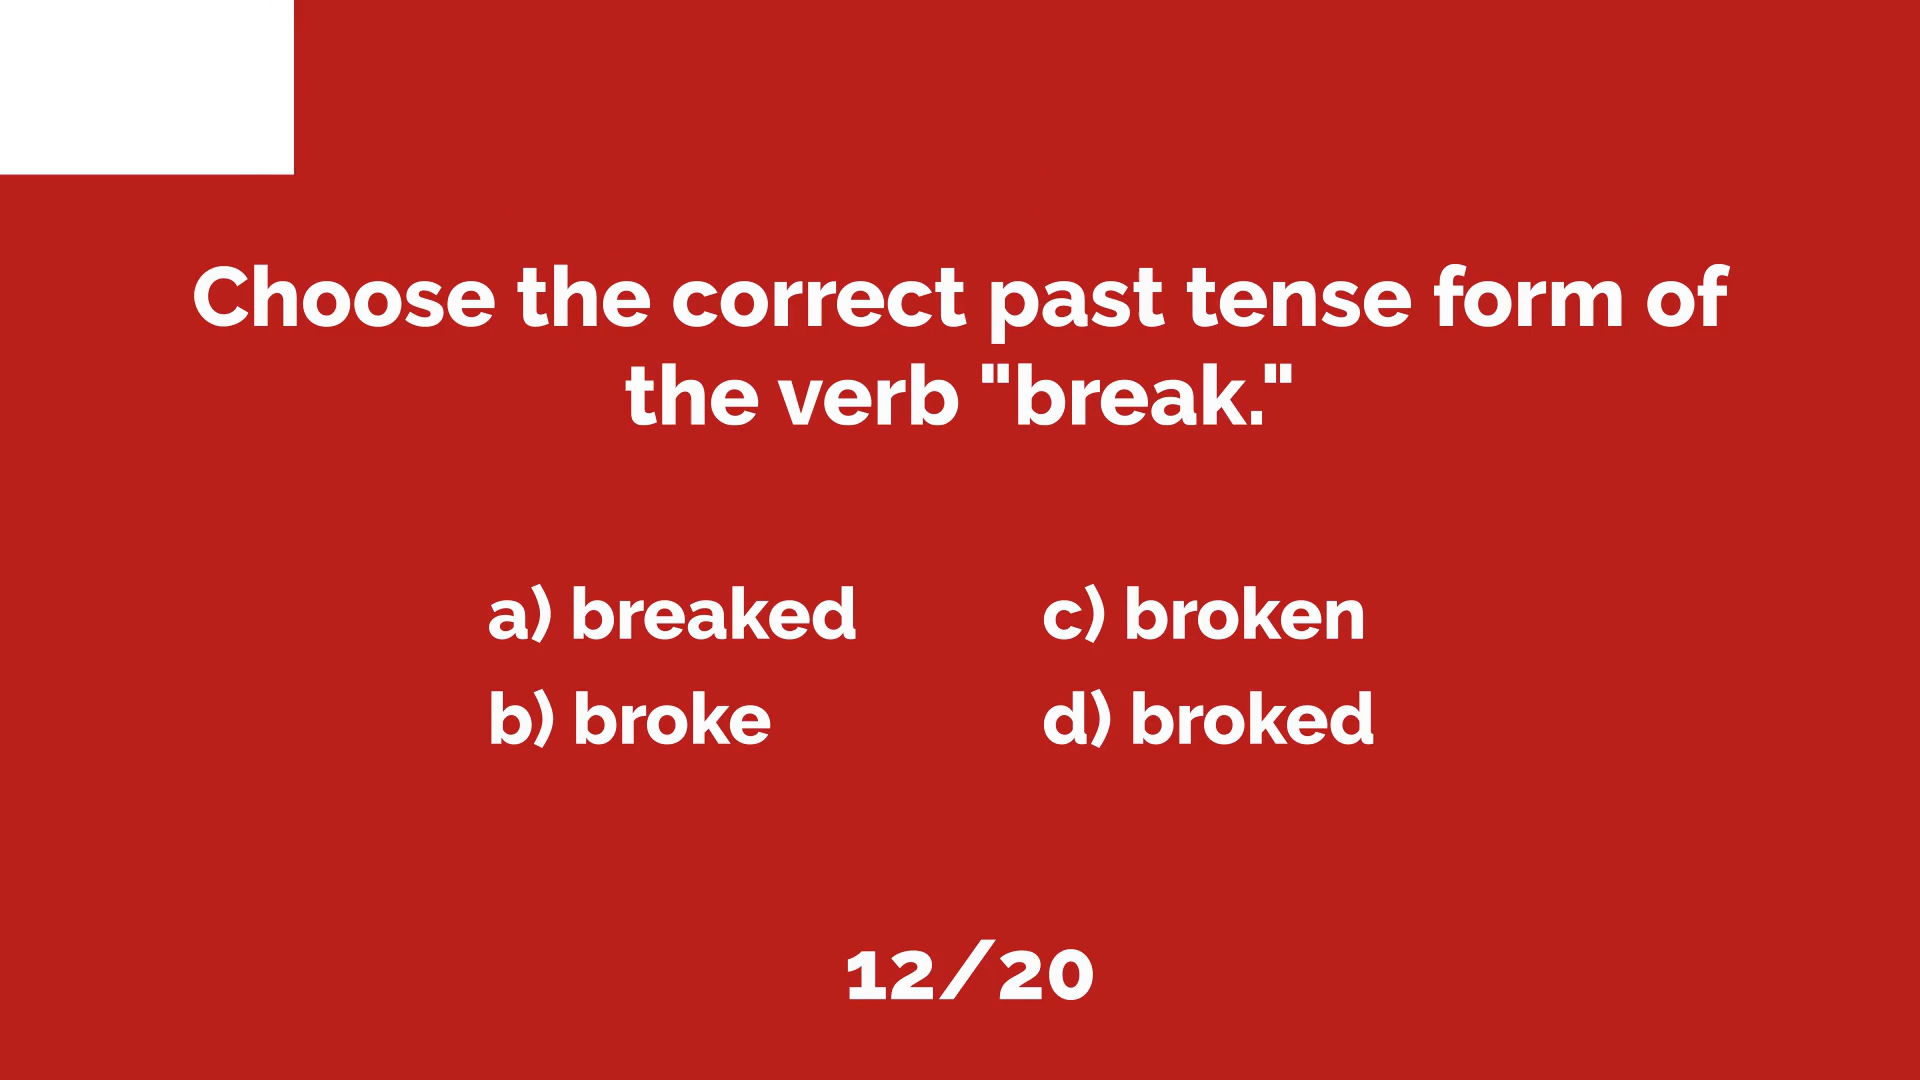 Choose the correct past tense form of
the verb "break."
a) breaked
b) broke
c) broken
d) broked
12/20